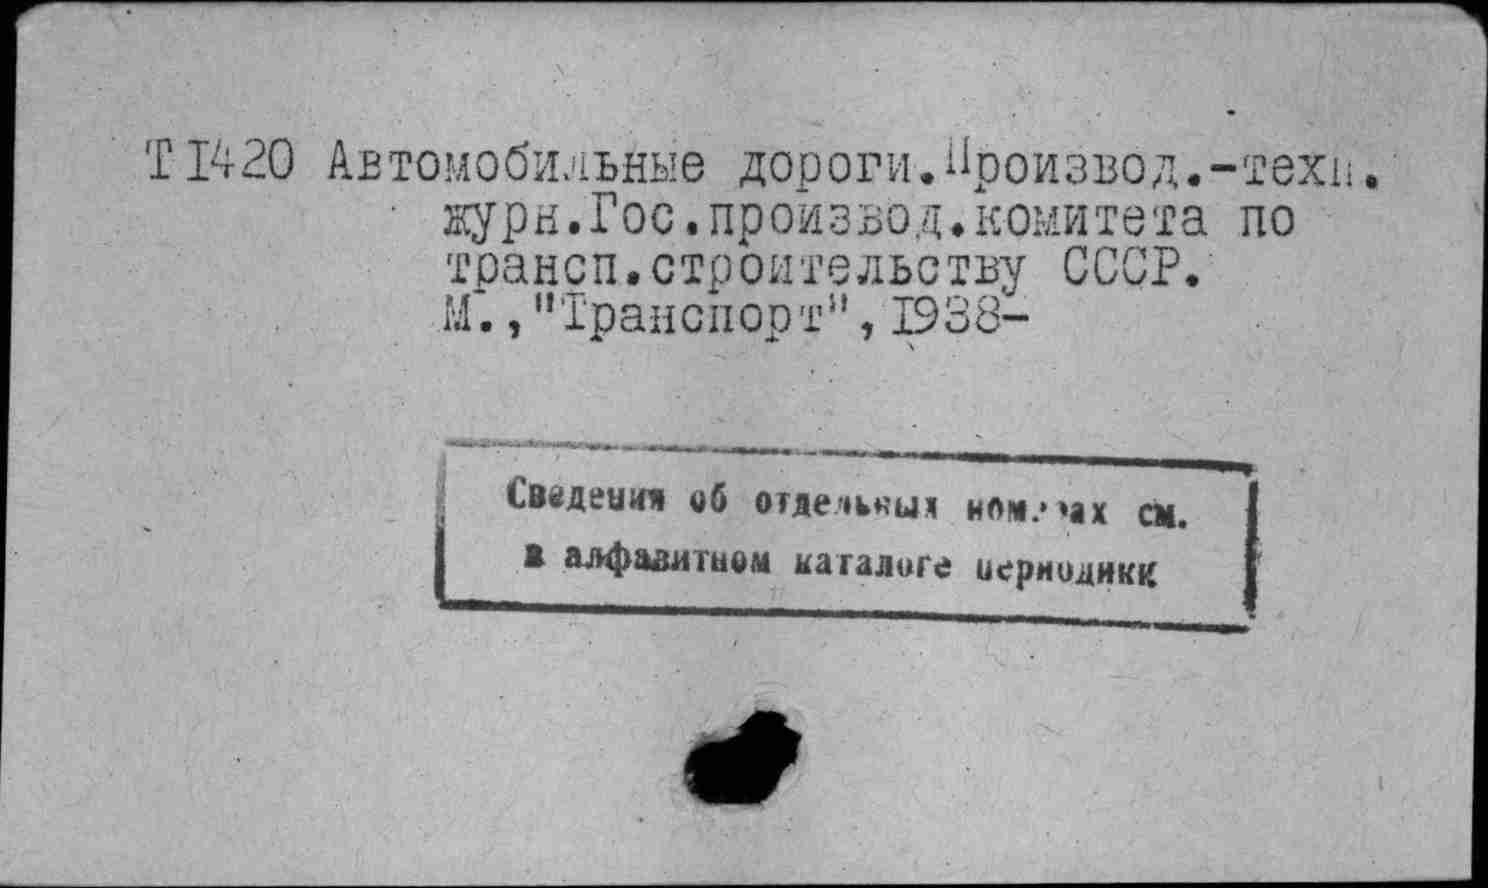 Т1420 Автомобильные дороги.Производ.-техн.
журн.Гос.производ.комитета по
трансп.строительству СССР.
М.,"Транспорт",1938-
Сведения об отдельных номерах см.
в алфавитном каталоге периодики